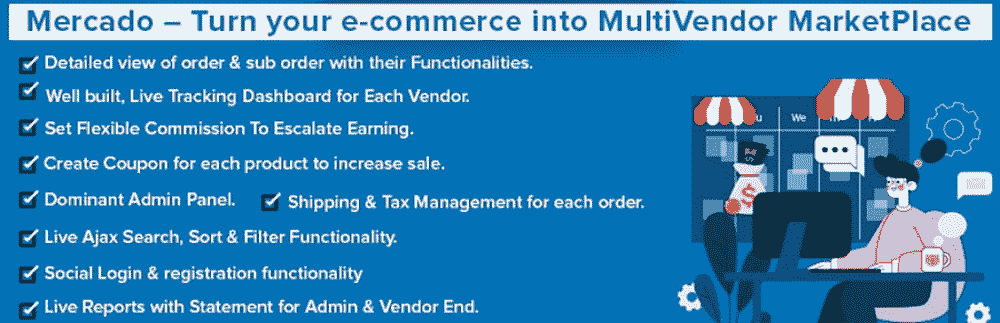 Mercado – Turn your e-commerce into MultiVendor MarketPlace
Detailed view of order & sub order with their Functionalities.
Well built, Live Tracking Dashboard for Each Vendor.
Set Flexible Commission To Escalate Earning.
Create Coupon for each product to increase sale.
Dominant Admin Panel. Shipping & Tax Management for each order.
Live Ajax Search, Sort & Filter Functionality.
Social Login & registration functionality
Live Reports with Statement for Admin & Vendor End.
We
$